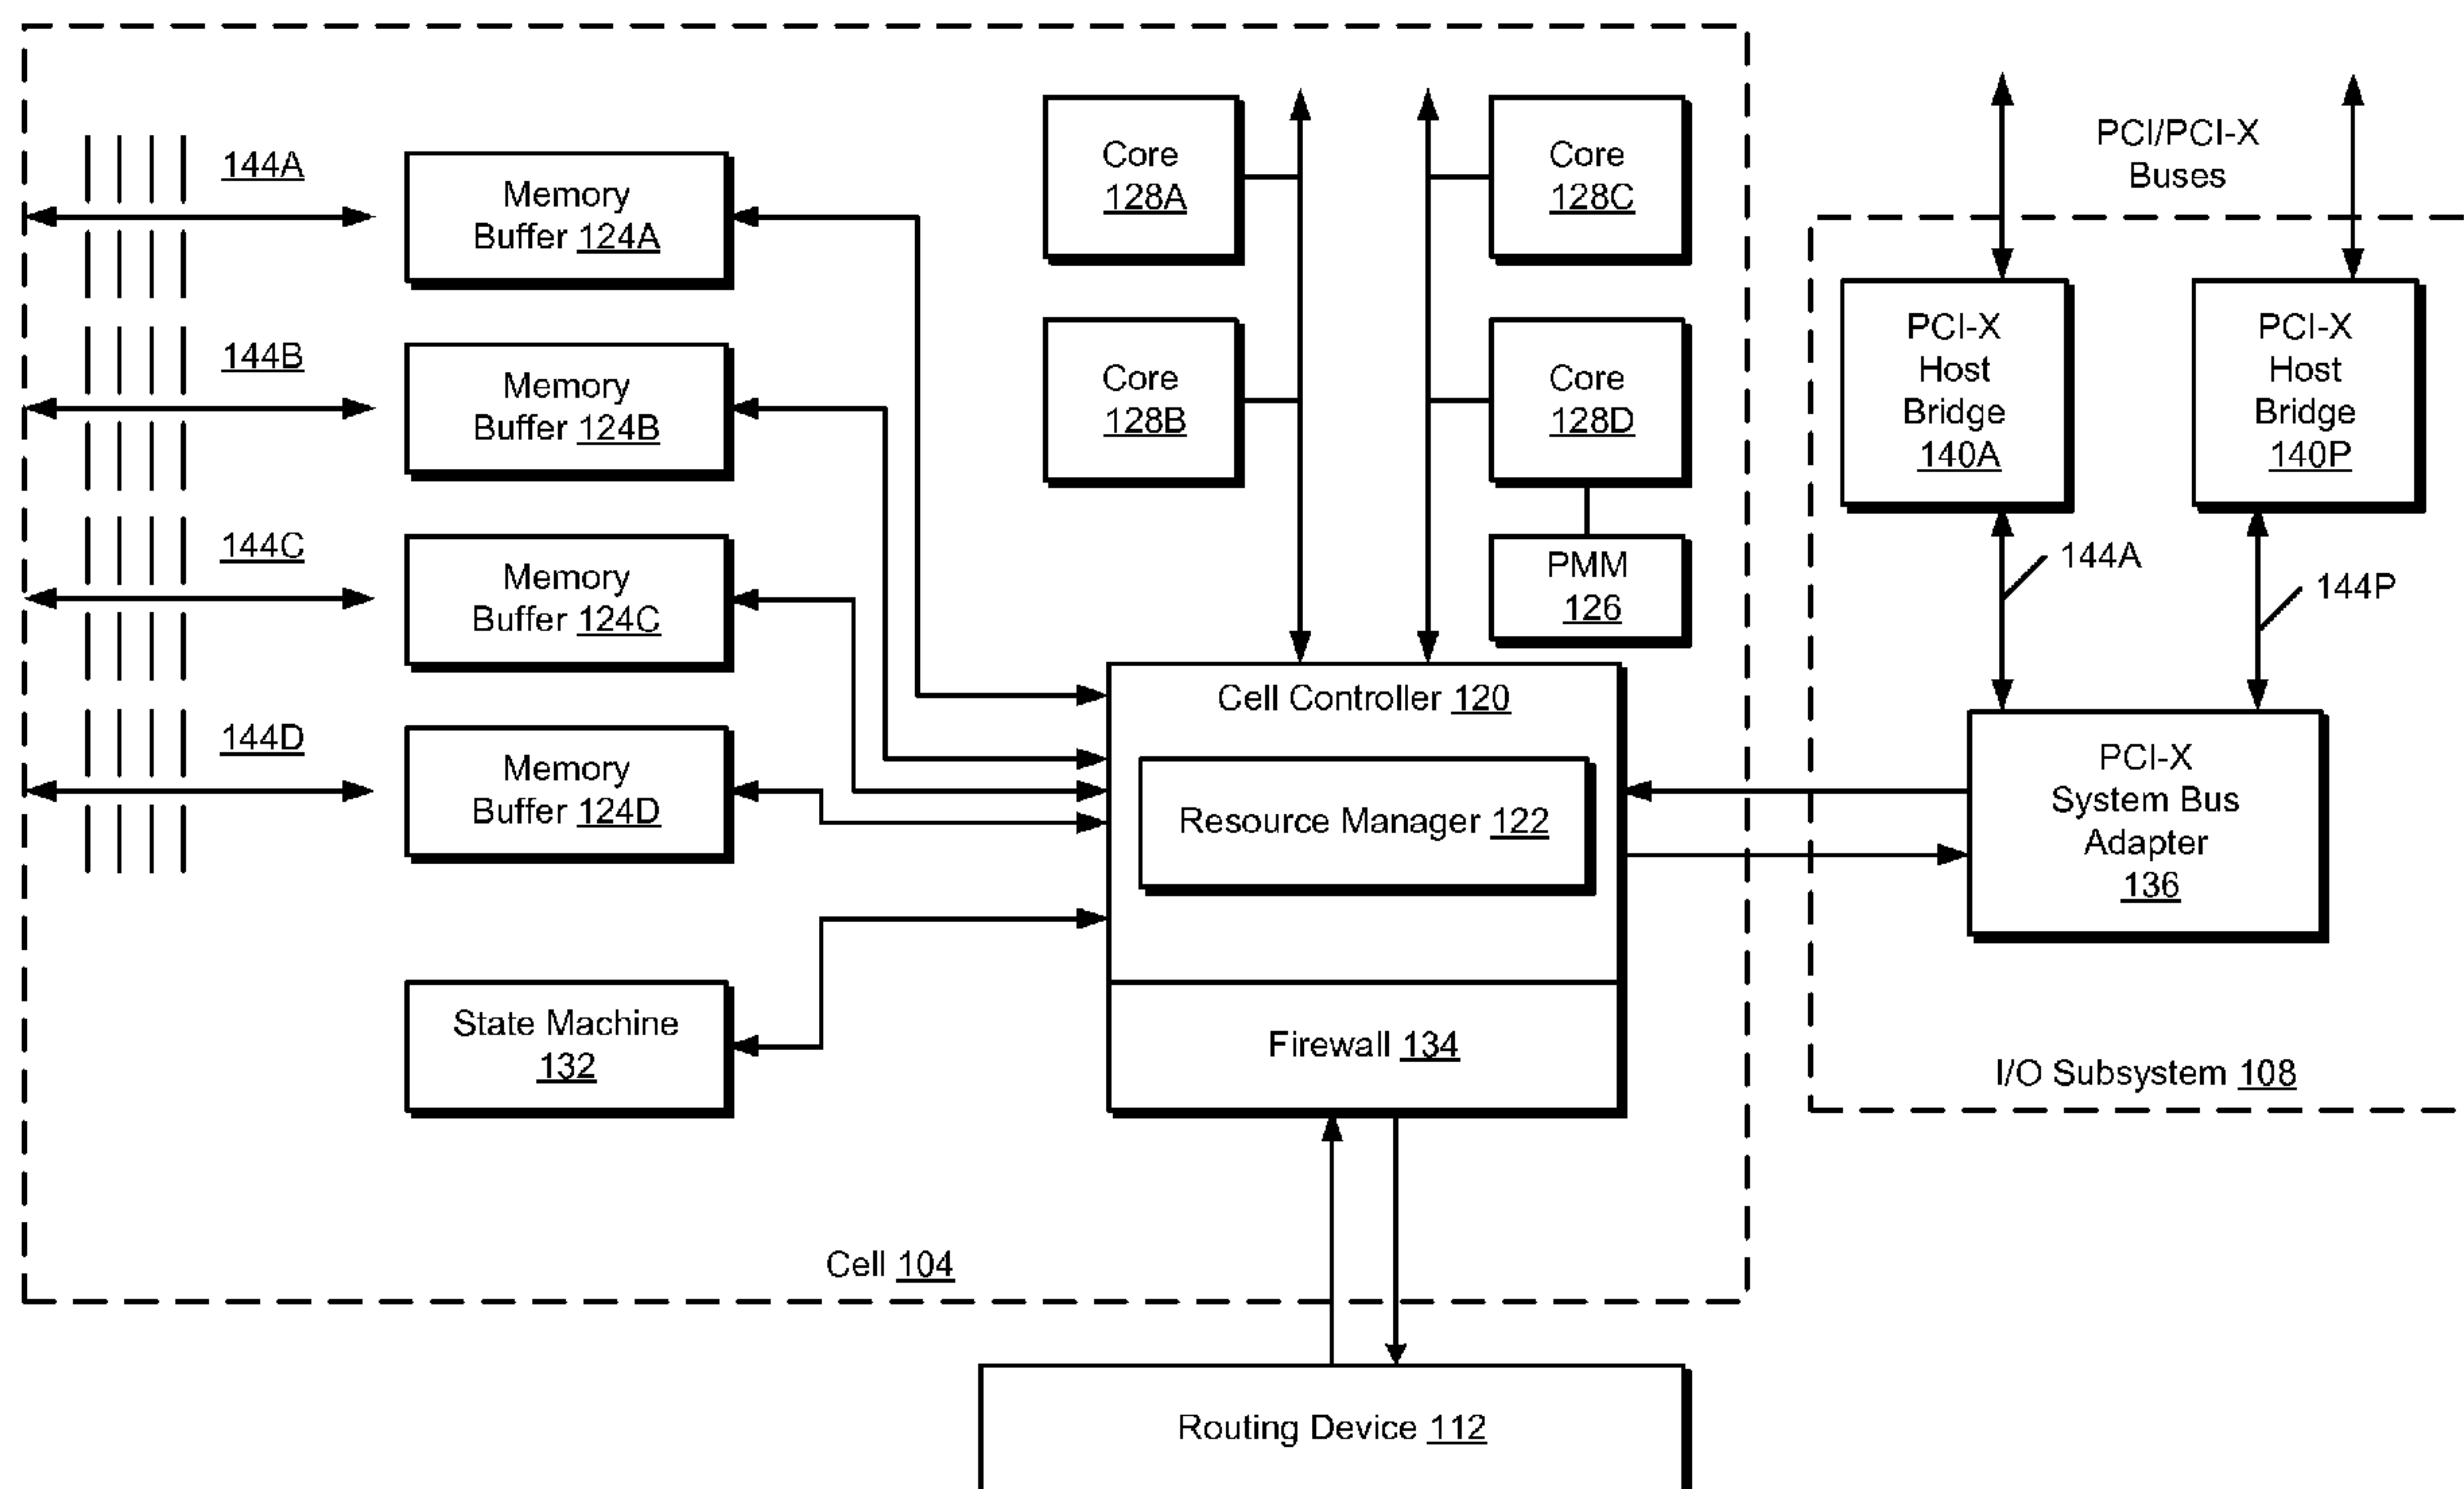 144A
Memory
Buffer 124A
144B
Memory
Buffer 124B
144C
Memory
Buffer 124C
144D
Memory
Buffer 124D
State Machine
132
Core
128A
Core
128B
Core
128C
Core
128D
PMM
126
Cell Controller 120
Resource Manager 122
Firewall 134
Cell 104
Routing Device 112
PCI/PCI-X
Buses
PCI-X
Host
Bridge
140A
PCI-X
Host
Bridge
140P
144A
144P
PCI-X
System Bus
Adapter
136
I/O Subsystem 108